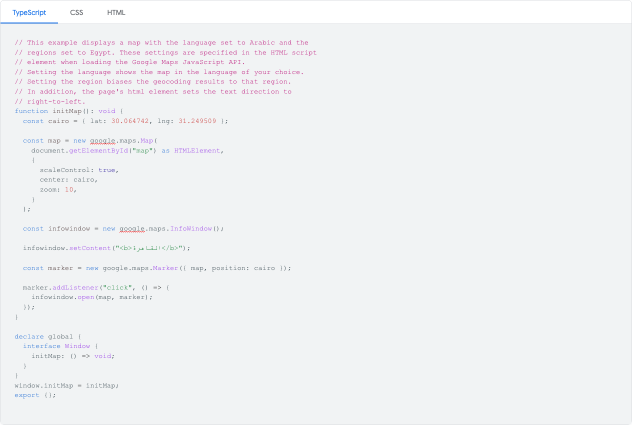 TypeScript CSS HTML
// This example displays a map with the language set to Arabic and the
// regions set to Egypt. These settings are specified in the HTML script
// element when loading the Google Maps JavaScript API.
// Setting the language shows the map in the language of your choice.
// Setting the region biases the geocoding results to that region.
// In addition, the page's html element sets the text direction to
// right-to-left.
function initMap(): void {
  const cairo = { lat: 30.064742, lng: 31.249509 };

  const map = new google.maps.Map(
    document.getElementById("map") as HTMLElement,
    {
      scaleControl: true,
      center: cairo,
      zoom: 10,
    }
  );

  const infowindow = new google.maps.InfoWindow();

  infowindow.setContent("<b>القاهرة</b>");

  const marker = new google.maps.Marker({ map, position: cairo });

  marker.addListener("click", () => {
    infowindow.open(map, marker);
  });
}

declare global {
  interface Window {
    initMap: () => void;
  }
}
window.initMap = initMap;
export {};